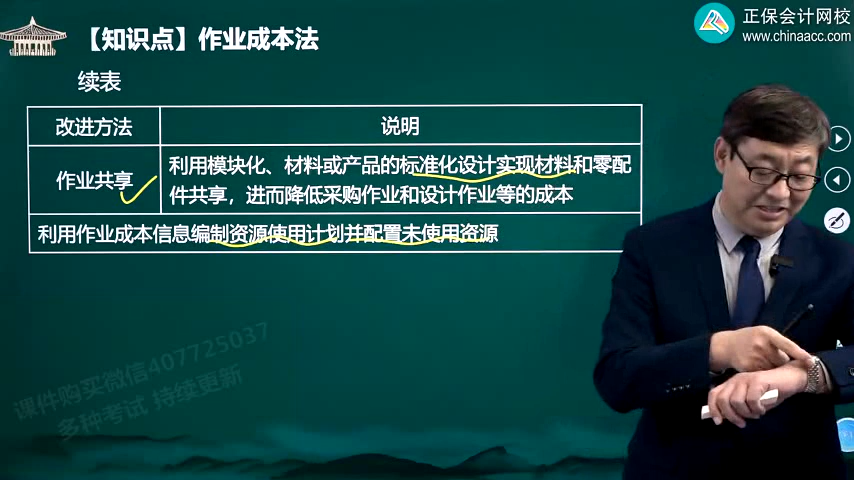 正保会计网校
www.chinaacc.com
【知识点】作业成本法
续表
改进方法
说明
作业共享
利用模块化、材料或产品的标准化设计实现材料和零配
件共享，进而降低采购作业和设计作业等的成本
利用作业成本信息编制资源使用计划并配置未使用资源
课件购买微信407725037
多种考试 持续更新